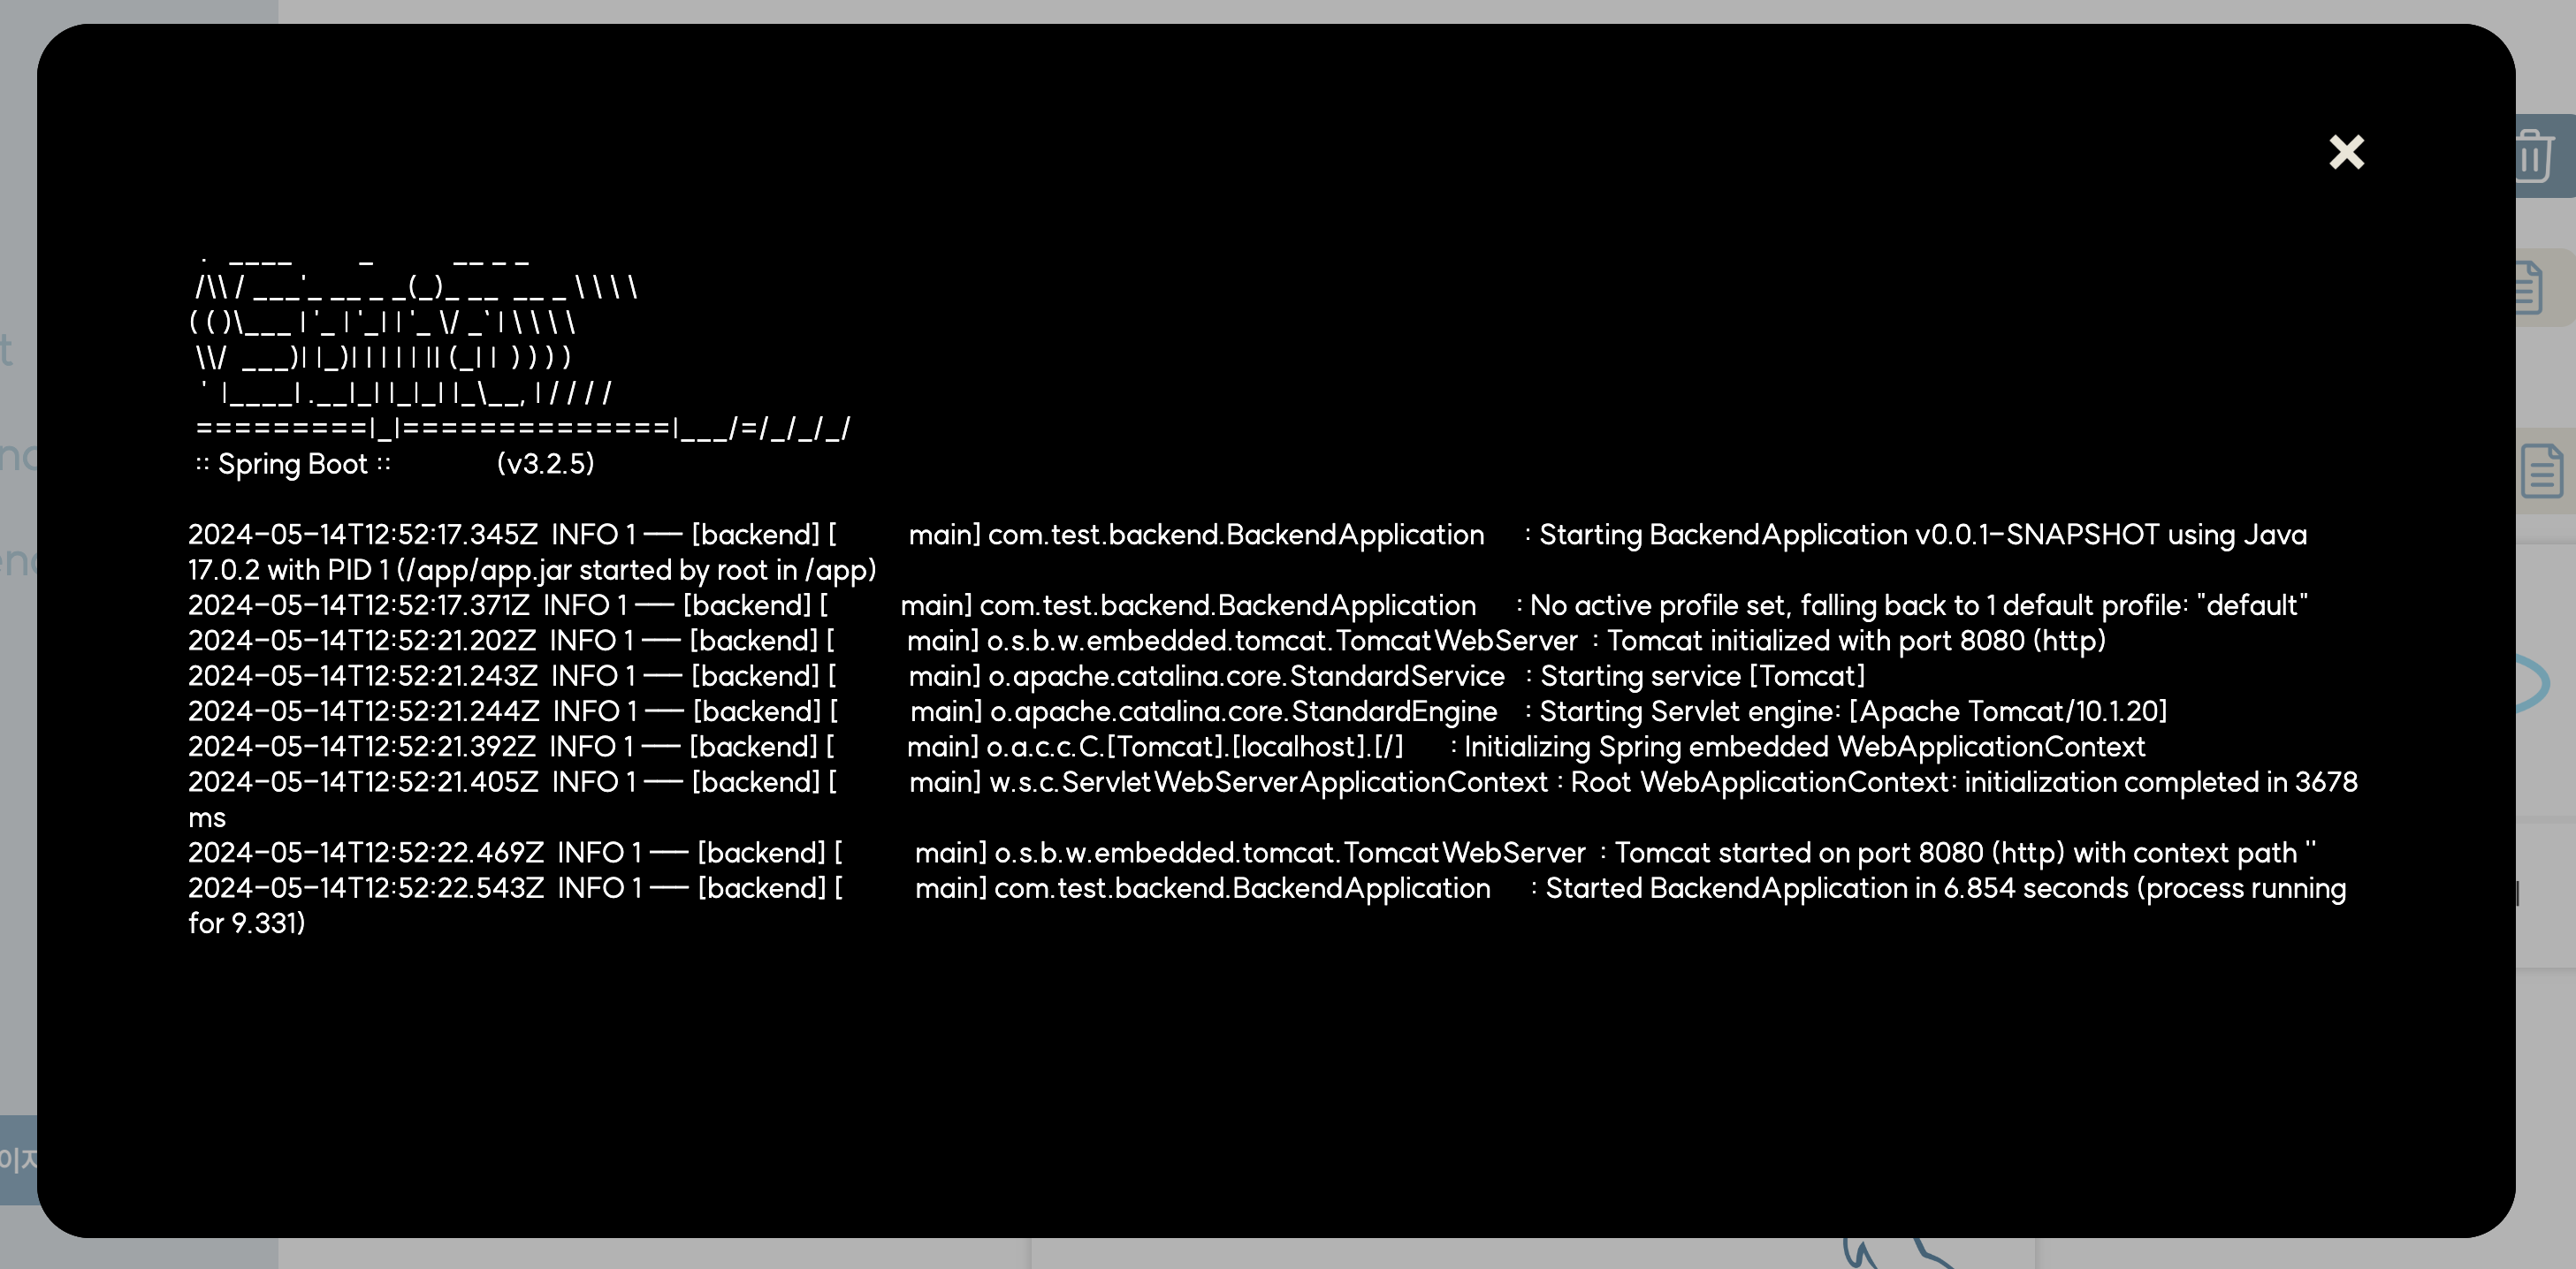 .   ____          _            __ _ _
 /\\ / ___'_ __ _ _(_)_ __  __ _ \ \ \ \
( ( )\___ | '_ | '_| | '_ \/ _` | \ \ \ \
 \\/  ___)| |_)| | | | | || (_| |  ) ) ) )
  '  |____| .__|_| |_|_| |_\__, | / / / /
 =========|_|==============|___/=/_/_/_/
 :: Spring Boot ::                (v3.2.5)
2024-05-14T12:52:17.345Z  INFO 1 --- [backend] [           main] com.test.backend.BackendApplication      : Starting BackendApplication v0.0.1-SNAPSHOT using Java
17.0.2 with PID 1 (/app/app.jar started by root in /app)
2024-05-14T12:52:17.371Z  INFO 1 --- [backend] [           main] com.test.backend.BackendApplication      : No active profile set, falling back to 1 default profile: "default"
2024-05-14T12:52:21.202Z  INFO 1 --- [backend] [           main] o.s.b.w.embedded.tomcat.TomcatWebServer  : Tomcat initialized with port 8080 (http)
2024-05-14T12:52:21.243Z  INFO 1 --- [backend] [           main] o.apache.catalina.core.StandardService   : Starting service [Tomcat]
2024-05-14T12:52:21.244Z  INFO 1 --- [backend] [           main] o.apache.catalina.core.StandardEngine    : Starting Servlet engine: [Apache Tomcat/10.1.20]
2024-05-14T12:52:21.392Z  INFO 1 --- [backend] [           main] o.a.c.c.C.[Tomcat].[localhost].[/]       : Initializing Spring embedded WebApplicationContext
2024-05-14T12:52:21.405Z  INFO 1 --- [backend] [           main] w.s.c.ServletWebServerApplicationContext : Root WebApplicationContext: initialization completed in 3678
ms
2024-05-14T12:52:22.469Z  INFO 1 --- [backend] [           main] o.s.b.w.embedded.tomcat.TomcatWebServer  : Tomcat started on port 8080 (http) with context path ''
2024-05-14T12:52:22.543Z  INFO 1 --- [backend] [           main] com.test.backend.BackendApplication      : Started BackendApplication in 6.854 seconds (process running
for 9.331)